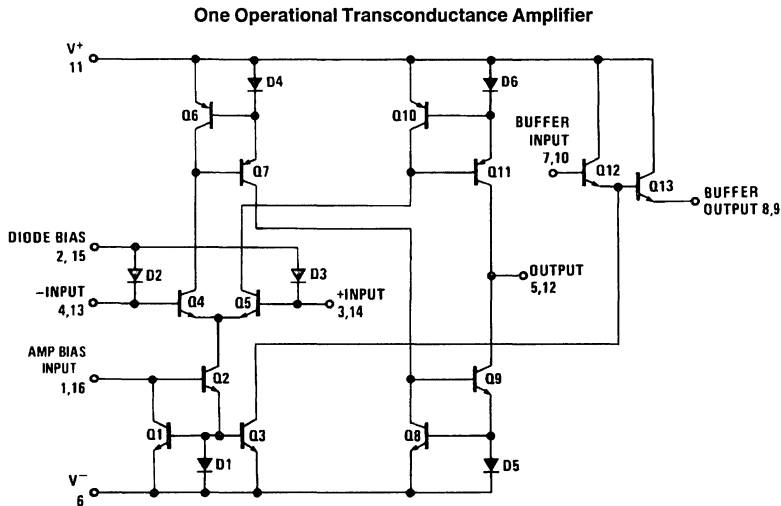 One Operational Transconductance Amplifier
V+
11
D4
D6
Q6
Q10
BUFFER
INPUT
7,10
Q7
Q11
Q12
Q13
BUFFER
OUTPUT 8,9
DIODE BIAS
2, 15
D2
D3
–INPUT
4,13
Q4
Q5
+INPUT
3,14
OUTPUT
5,12
AMP BIAS
INPUT
1,16
Q2
Q9
Q1
Q3
Q8
D1
D5
V–
6